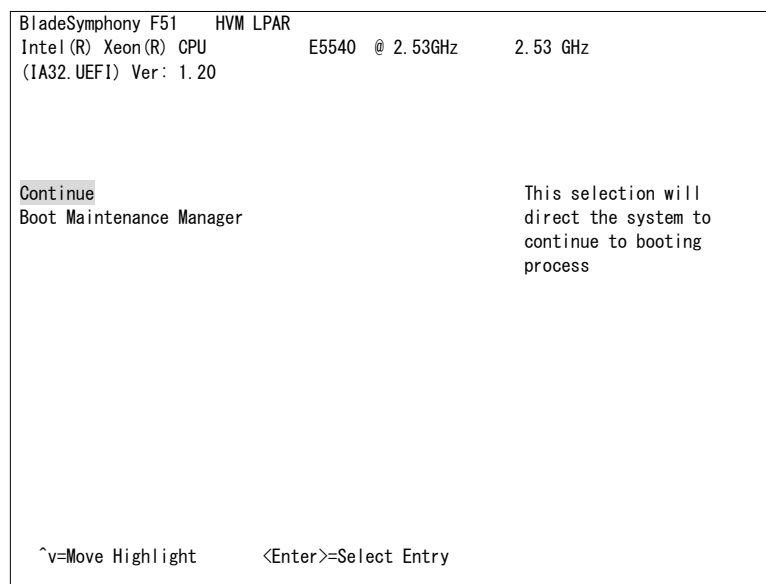 BladeSymphony F51 HVM LPAR
Intel(R) Xeon(R) CPU E5540 @ 2.53GHz 2.53 GHz
(IA32.UEFI) Ver: 1.20
Continue
Boot Maintenance Manager
This selection will
direct the system to
continue to booting
process
^v=Move Highlight <Enter>=Select Entry